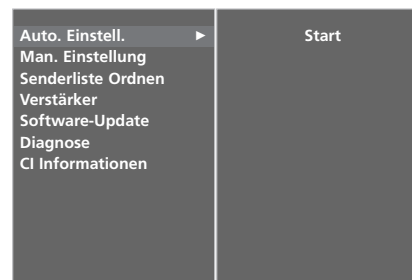 Auto. Einstell. ►
Man. Einstellung
Senderliste Ordnen
Verstärker
Software-Update
Diagnose
CI Informationen
Start